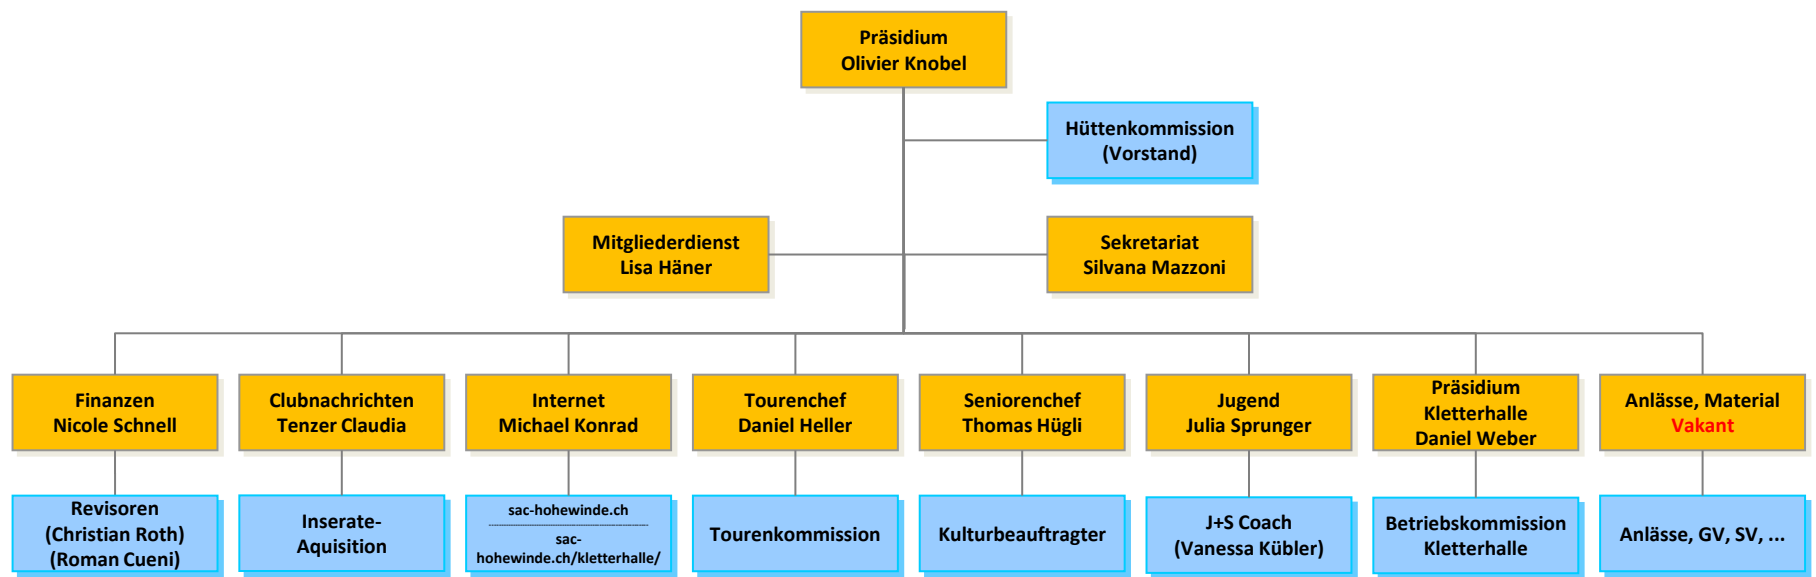 Präsidium
Olivier Knobel
Hüttenkommission
(Vorstand)
Mitgliederdienst
Lisa Häner
Sekretariat
Silvana Mazzoni
Finanzen
Nicole Schnell
Clubnachrichten
Tenzer Claudia
Internet
Michael Konrad
Tourenchef
Daniel Heller
Seniorenchef
Thomas Hügli
Jugend
Julia Sprunger
Präsidium
Kletterhalle
Daniel Weber
Anlässe, Material
Vakant
Revisoren
(Christian Roth)
(Roman Cueni)
Inserate-
Aquisition
sac-hohewinde.ch
sac-
hohewinde.ch/kletterhalle/
Tourenkommission
Kulturbeauftragter
J+S Coach
(Vanessa Kübler)
Betriebskommission
Kletterhalle
Anlässe, GV, SV, ...